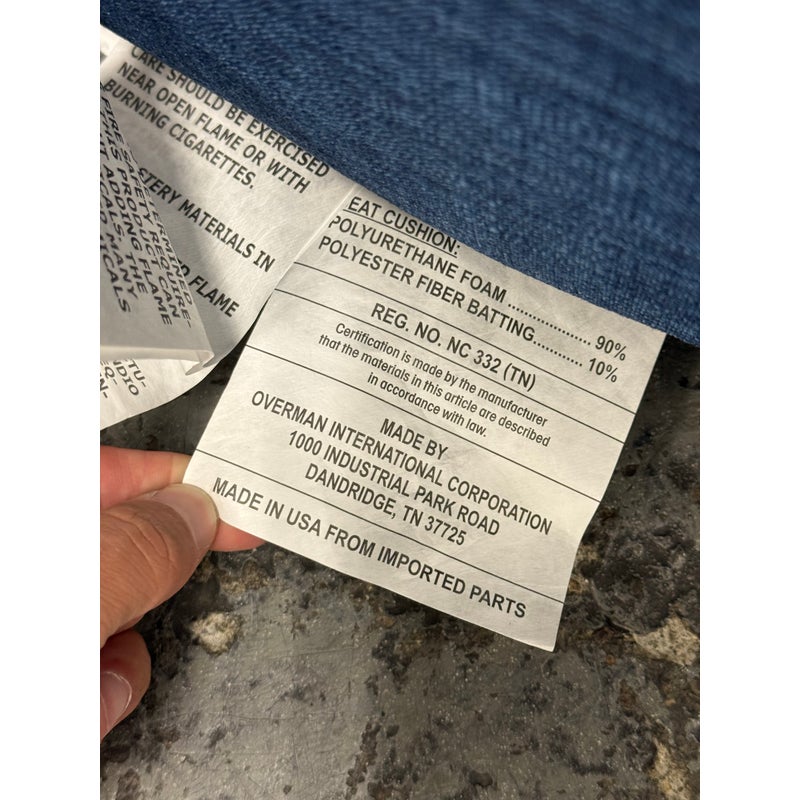 CARE SHOULD BE EXERCISED
NEAR OPEN FLAME OR WITH
BURNING CIGARETTES.
MATERIALS IN
FLAME
EAT CUSHION:
POLYURETHANE FOAM .................... 90%
POLYESTER FIBER BATTING............ 10%
REG. NO. NC 332 (TN)
Certification is made by the manufacturer
that the materials in this article are described
in accordance with law.
MADE BY
OVERMAN INTERNATIONAL CORPORATION
1000 INDUSTRIAL PARK ROAD
DANDRIDGE, TN 37725
MADE IN USA FROM IMPORTED PARTS